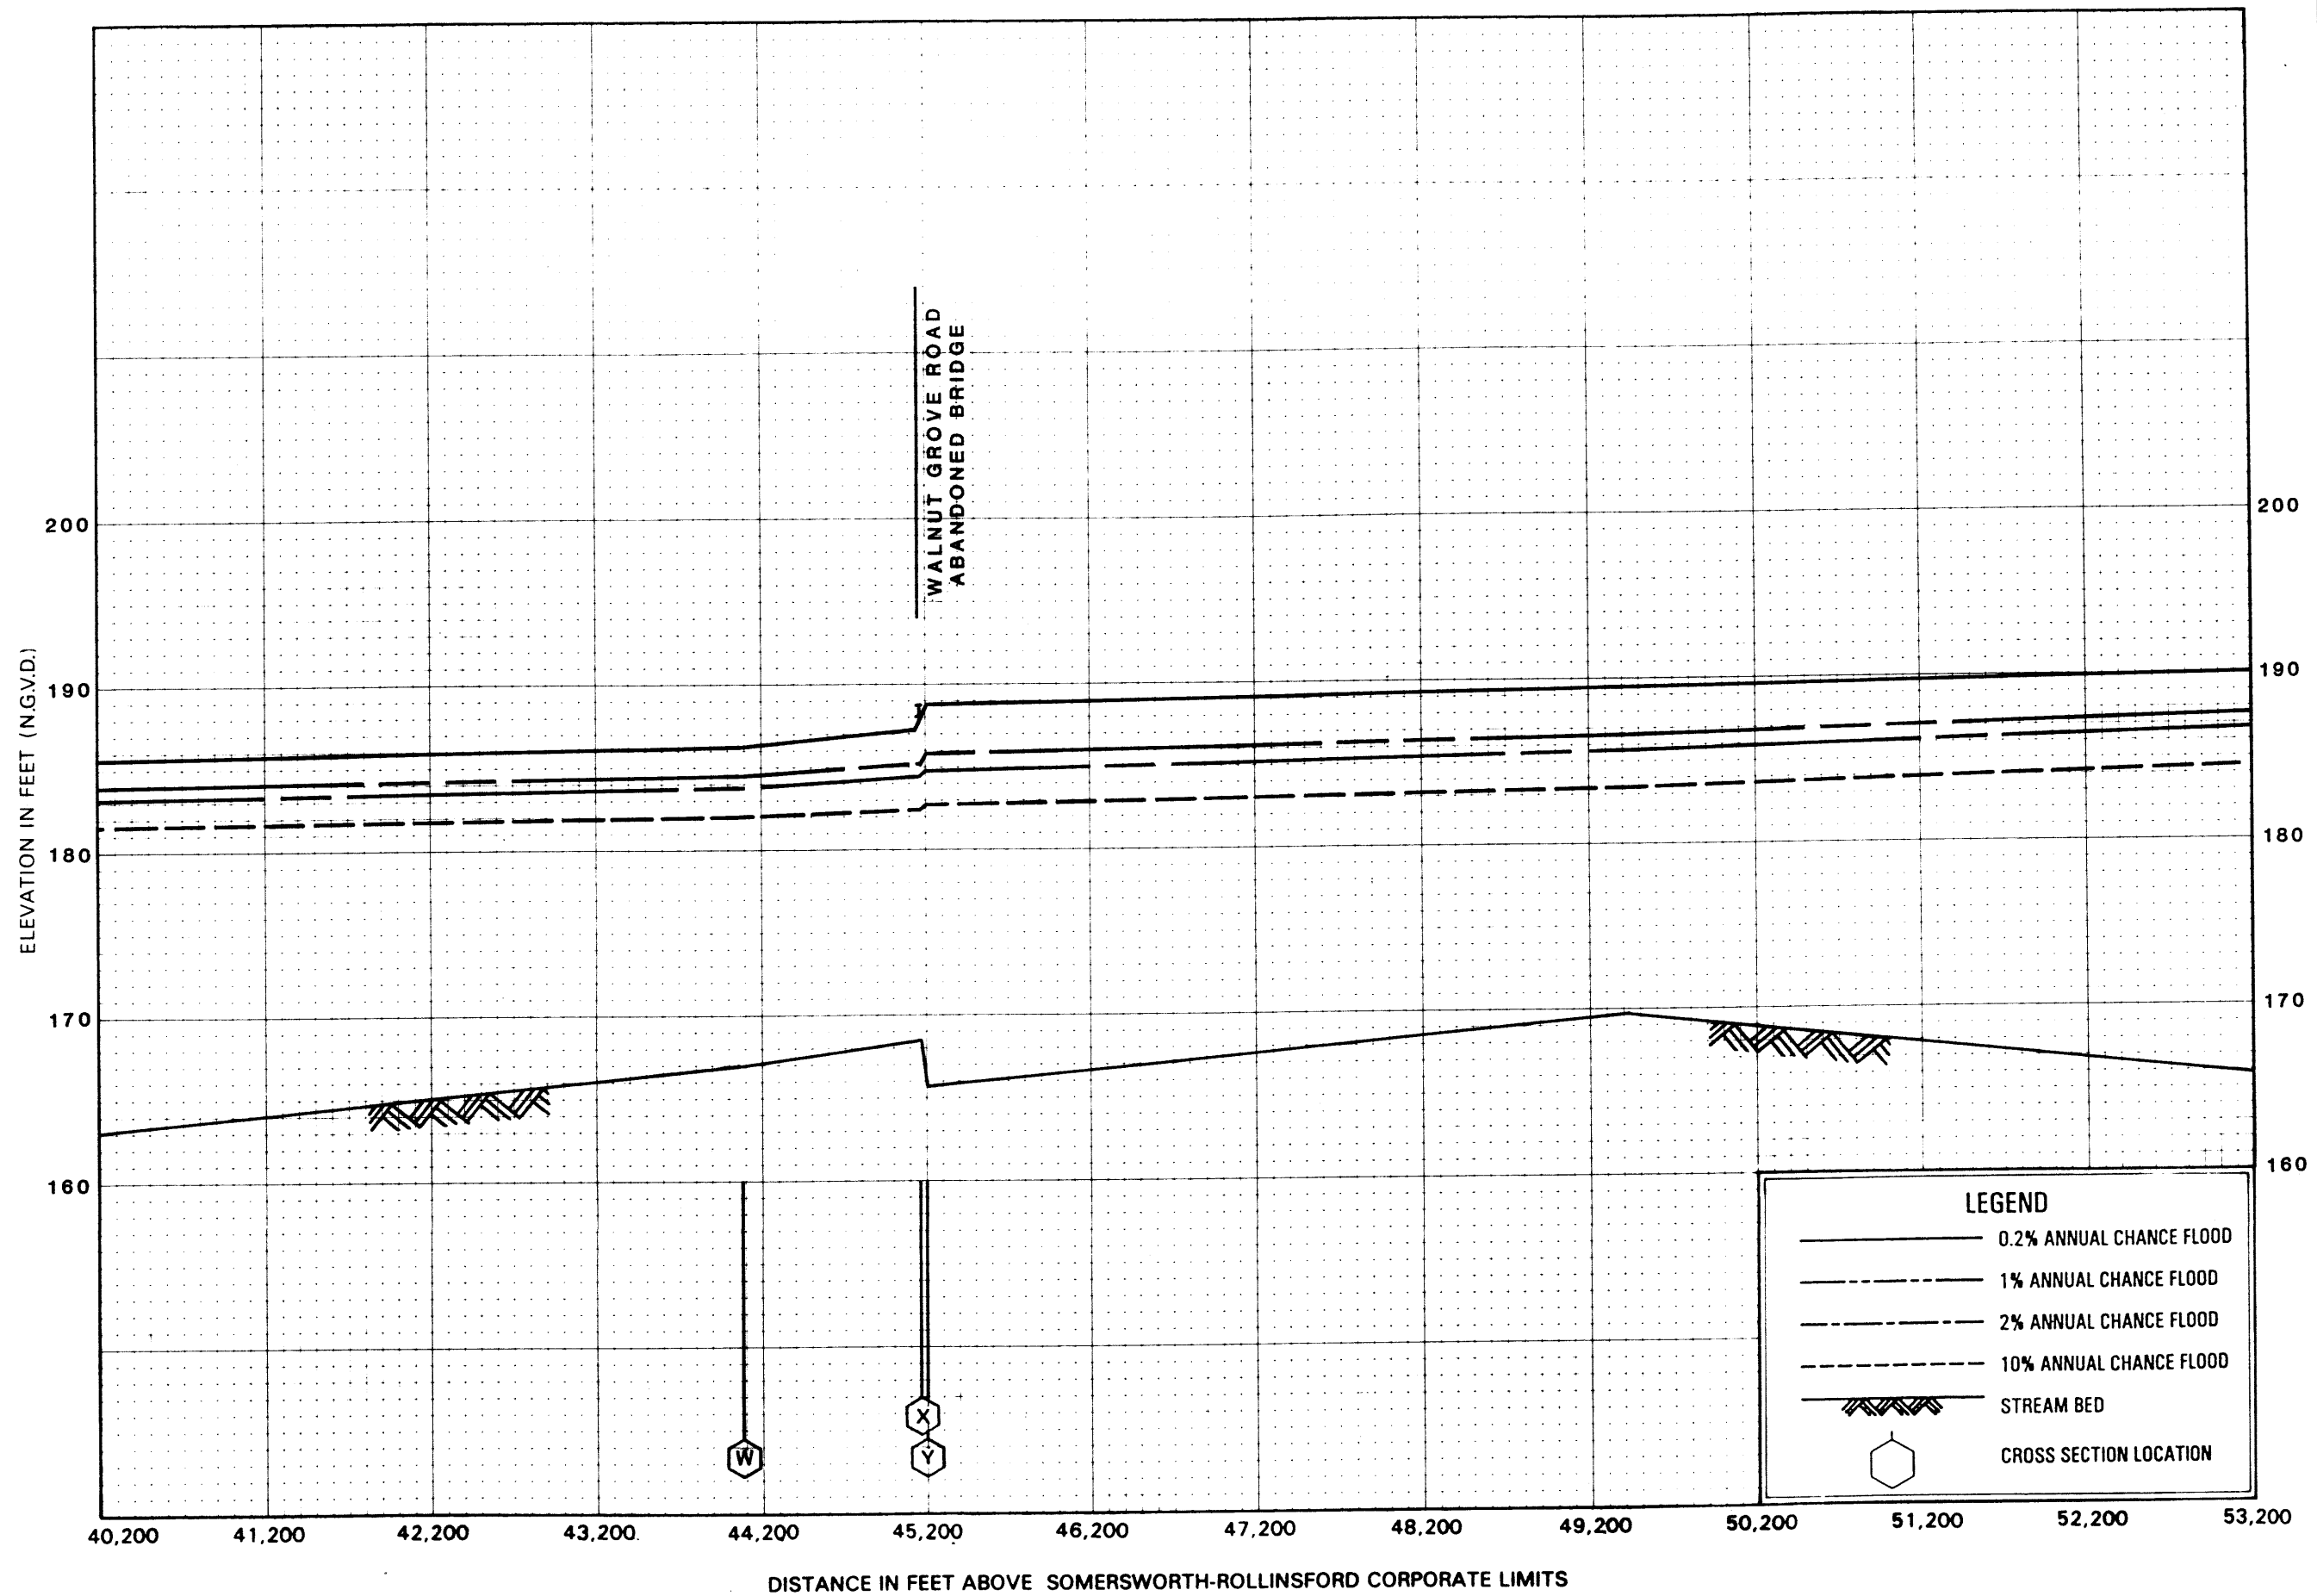 WALNUT GROVE ROAD
ABANDONED BRIDGE
ELEVATION IN FEET (N.G.V.D.)
200
190
180
170
160
200
190
180
170
160
I
W
X
Y
LEGEND
0.2% ANNUAL CHANCE FLOOD
1% ANNUAL CHANCE FLOOD
2% ANNUAL CHANCE FLOOD
10% ANNUAL CHANCE FLOOD
STREAM BED
CROSS SECTION LOCATION
40,200 41,200 42,200 43,200. 44,200 45,200 46,200 47,200 48,200 49,200 50,200 51,200 52,200 53,200
DISTANCE IN FEET ABOVE SOMERSWORTH-ROLLINSFORD CORPORATE LIMITS